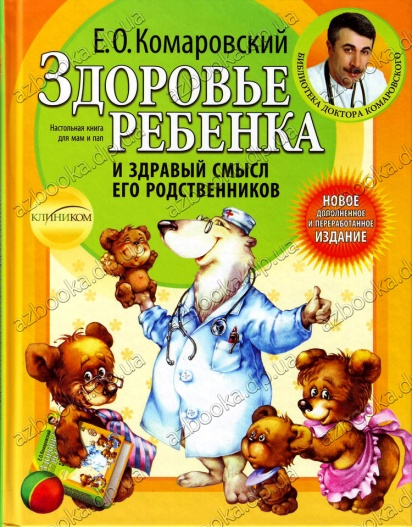 Е.О. Комаровский
БИБЛИОТЕКА ДОКТОРА КОМАРОВСКОГО
ЗДОРОВЬЕ
Настольная книга
для мам и пап
РЕБЕНКА
И ЗДРАВЫЙ СМЫСЛ
ЕГО РОДСТВЕННИКОВ
КЛИНИКОМ
НОВОЕ
ДОПОЛНЕННОЕ
И ПЕРЕРАБОТАННОЕ
ИЗДАНИЕ
azbooka.dp.ua